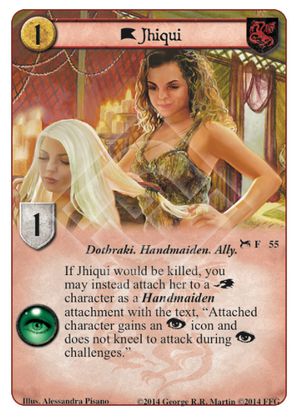 1
Jhiqui
1
Dothraki. Handmaiden. Ally.
F 55
If Jhiqui would be killed, you
may instead attach her to a
character as a Handmaiden
attachment with the text, “Attached
character gains an icon and
does not kneel to attack during
challenges.”
Illus. Alessandra Pisano
©2014 George R.R. Martin ©2014 FFG